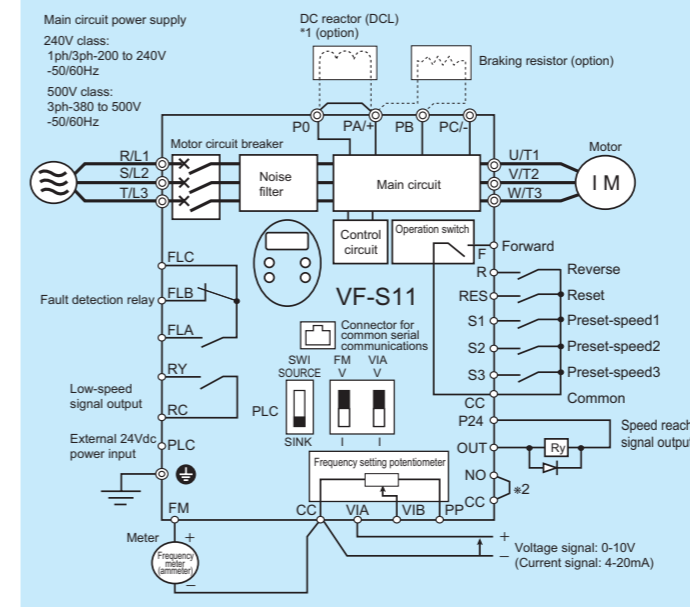 Main circuit power supply
240V class:
1ph/3ph-200 to 240V
-50/60Hz
500V class:
3ph-380 to 500V
-50/60Hz
DC reactor (DCL)
*1 (option)
Braking resistor (option)
P0
PA/+
PB
PC/-
Motor circuit breaker
R/L1
S/L2
T/L3
Noise
filter
Main circuit
U/T1
V/T2
W/T3
Motor
I M
Control
circuit
Operation switch
F
Forward
FLC
FLB
FLA
Fault detection relay
VF-S11
R
Reverse
RES
Reset
S1
Preset-speed1
S2
Preset-speed2
S3
Preset-speed3
CC
Common
Connector for
common serial
communications
RY
RC
Low-speed
signal output
SWI
SOURCE
FM
V
VIA
V
PLC
SINK
I
I
P24
OUT
Ry
Speed reach
signal output
External 24Vdc
power input
PLC
NO
CC
*2
Frequency setting potentiometer
FM
CC
VIA
VIB
PP
Meter
+
Frequency
meter
(ammeter)
−
+
−
Voltage signal: 0-10V
(Current signal: 4-20mA)